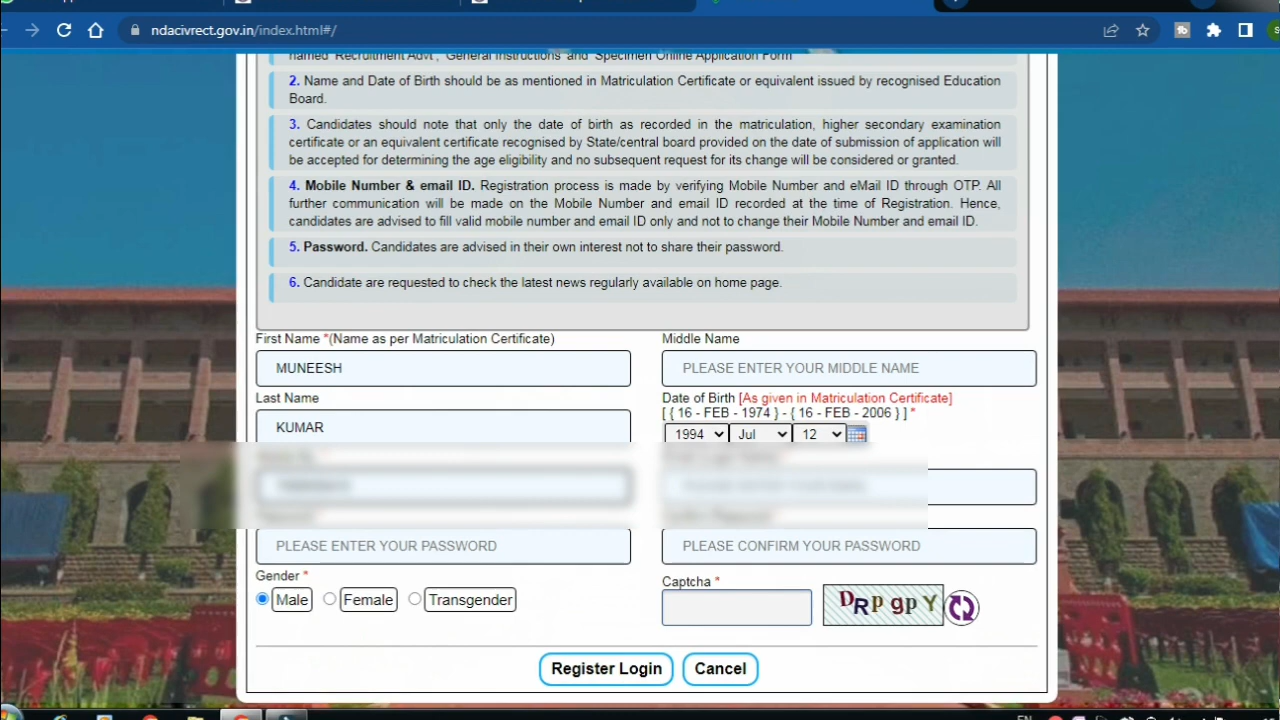 ndacivrect.gov.in/index.html#/
named 'Recruitment Advt', 'General Instructions' and 'Specimen Online Application Form'
2. Name and Date of Birth should be as mentioned in Matriculation Certificate or equivalent issued by recognised Education
Board.
3. Candidates should note that only the date of birth as recorded in the matriculation, higher secondary examination
certificate or an equivalent certificate recognised by State/central board provided on the date of submission of application will
be accepted for determining the age eligibility and no subsequent request for its change will be considered or granted.
4. Mobile Number & email ID. Registration process is made by verifying Mobile Number and eMail ID through OTP. All
further communication will be made on the Mobile Number and email ID recorded at the time of Registration. Hence,
candidates are advised to fill valid mobile number and email ID only and not to change their Mobile Number and email ID.
5. Password. Candidates are advised in their own interest not to share their password.
6. Candidate are requested to check the latest news regularly available on home page.
First Name *(Name as per Matriculation Certificate)
Middle Name
MUNEESH
PLEASE ENTER YOUR MIDDLE NAME
Last Name
Date of Birth [As given in Matriculation Certificate]
[ { 16 - FEB - 1974 } - { 16 - FEB - 2006 } ] *
KUMAR
1994 Jul 12
PLEASE ENTER YOUR PASSWORD
PLEASE CONFIRM YOUR PASSWORD
Gender *
Captcha *
Male Female Transgender
DRpgpY
Register Login Cancel
EN